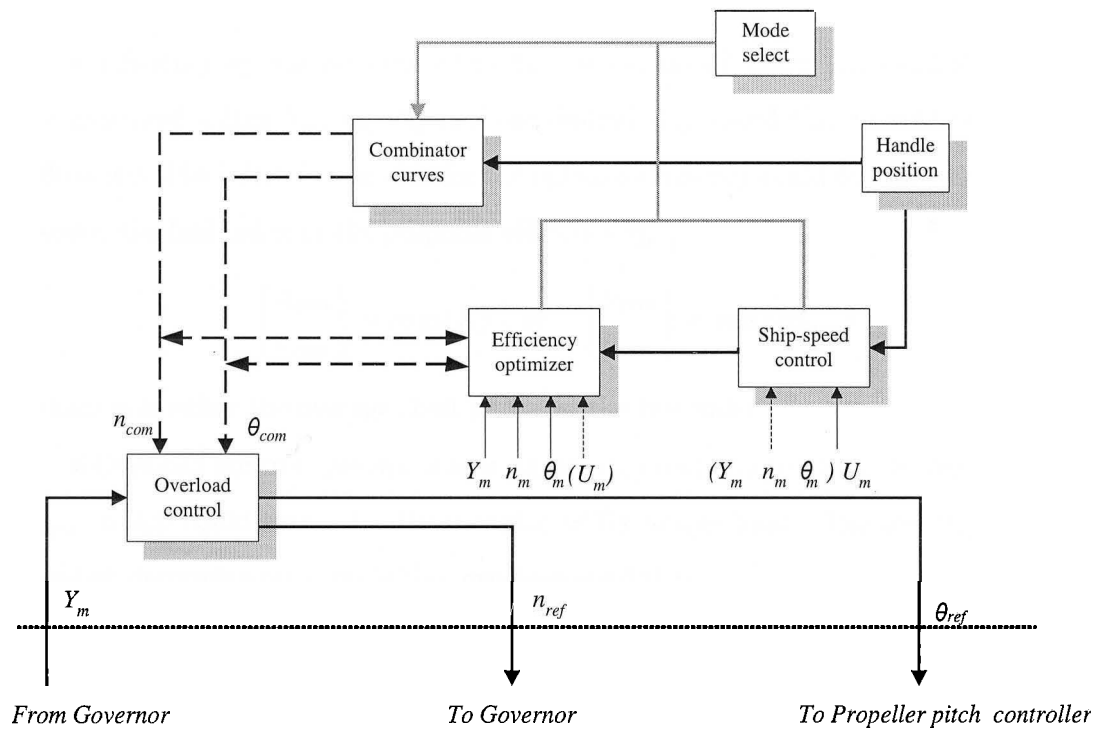 Mode
select
Combinator
curves
Handle
position
Efficiency
optimizer
Ship-speed
control
n_com
θ_com
Y_m n_m θ_m (U_m)
(Y_m n_m θ_m) U_m
Overload
control
Y_m
n_ref
θ_ref
From Governor
To Governor
To Propeller pitch controller